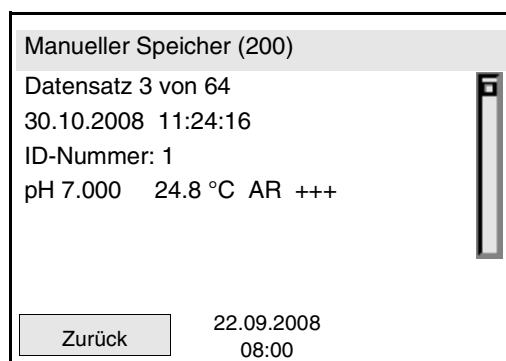 Manueller Speicher (200)
Datensatz 3 von 64
30.10.2008 11:24:16
ID-Nummer: 1
pH 7.000 24.8 °C AR +++
Zurück
22.09.2008
08:00